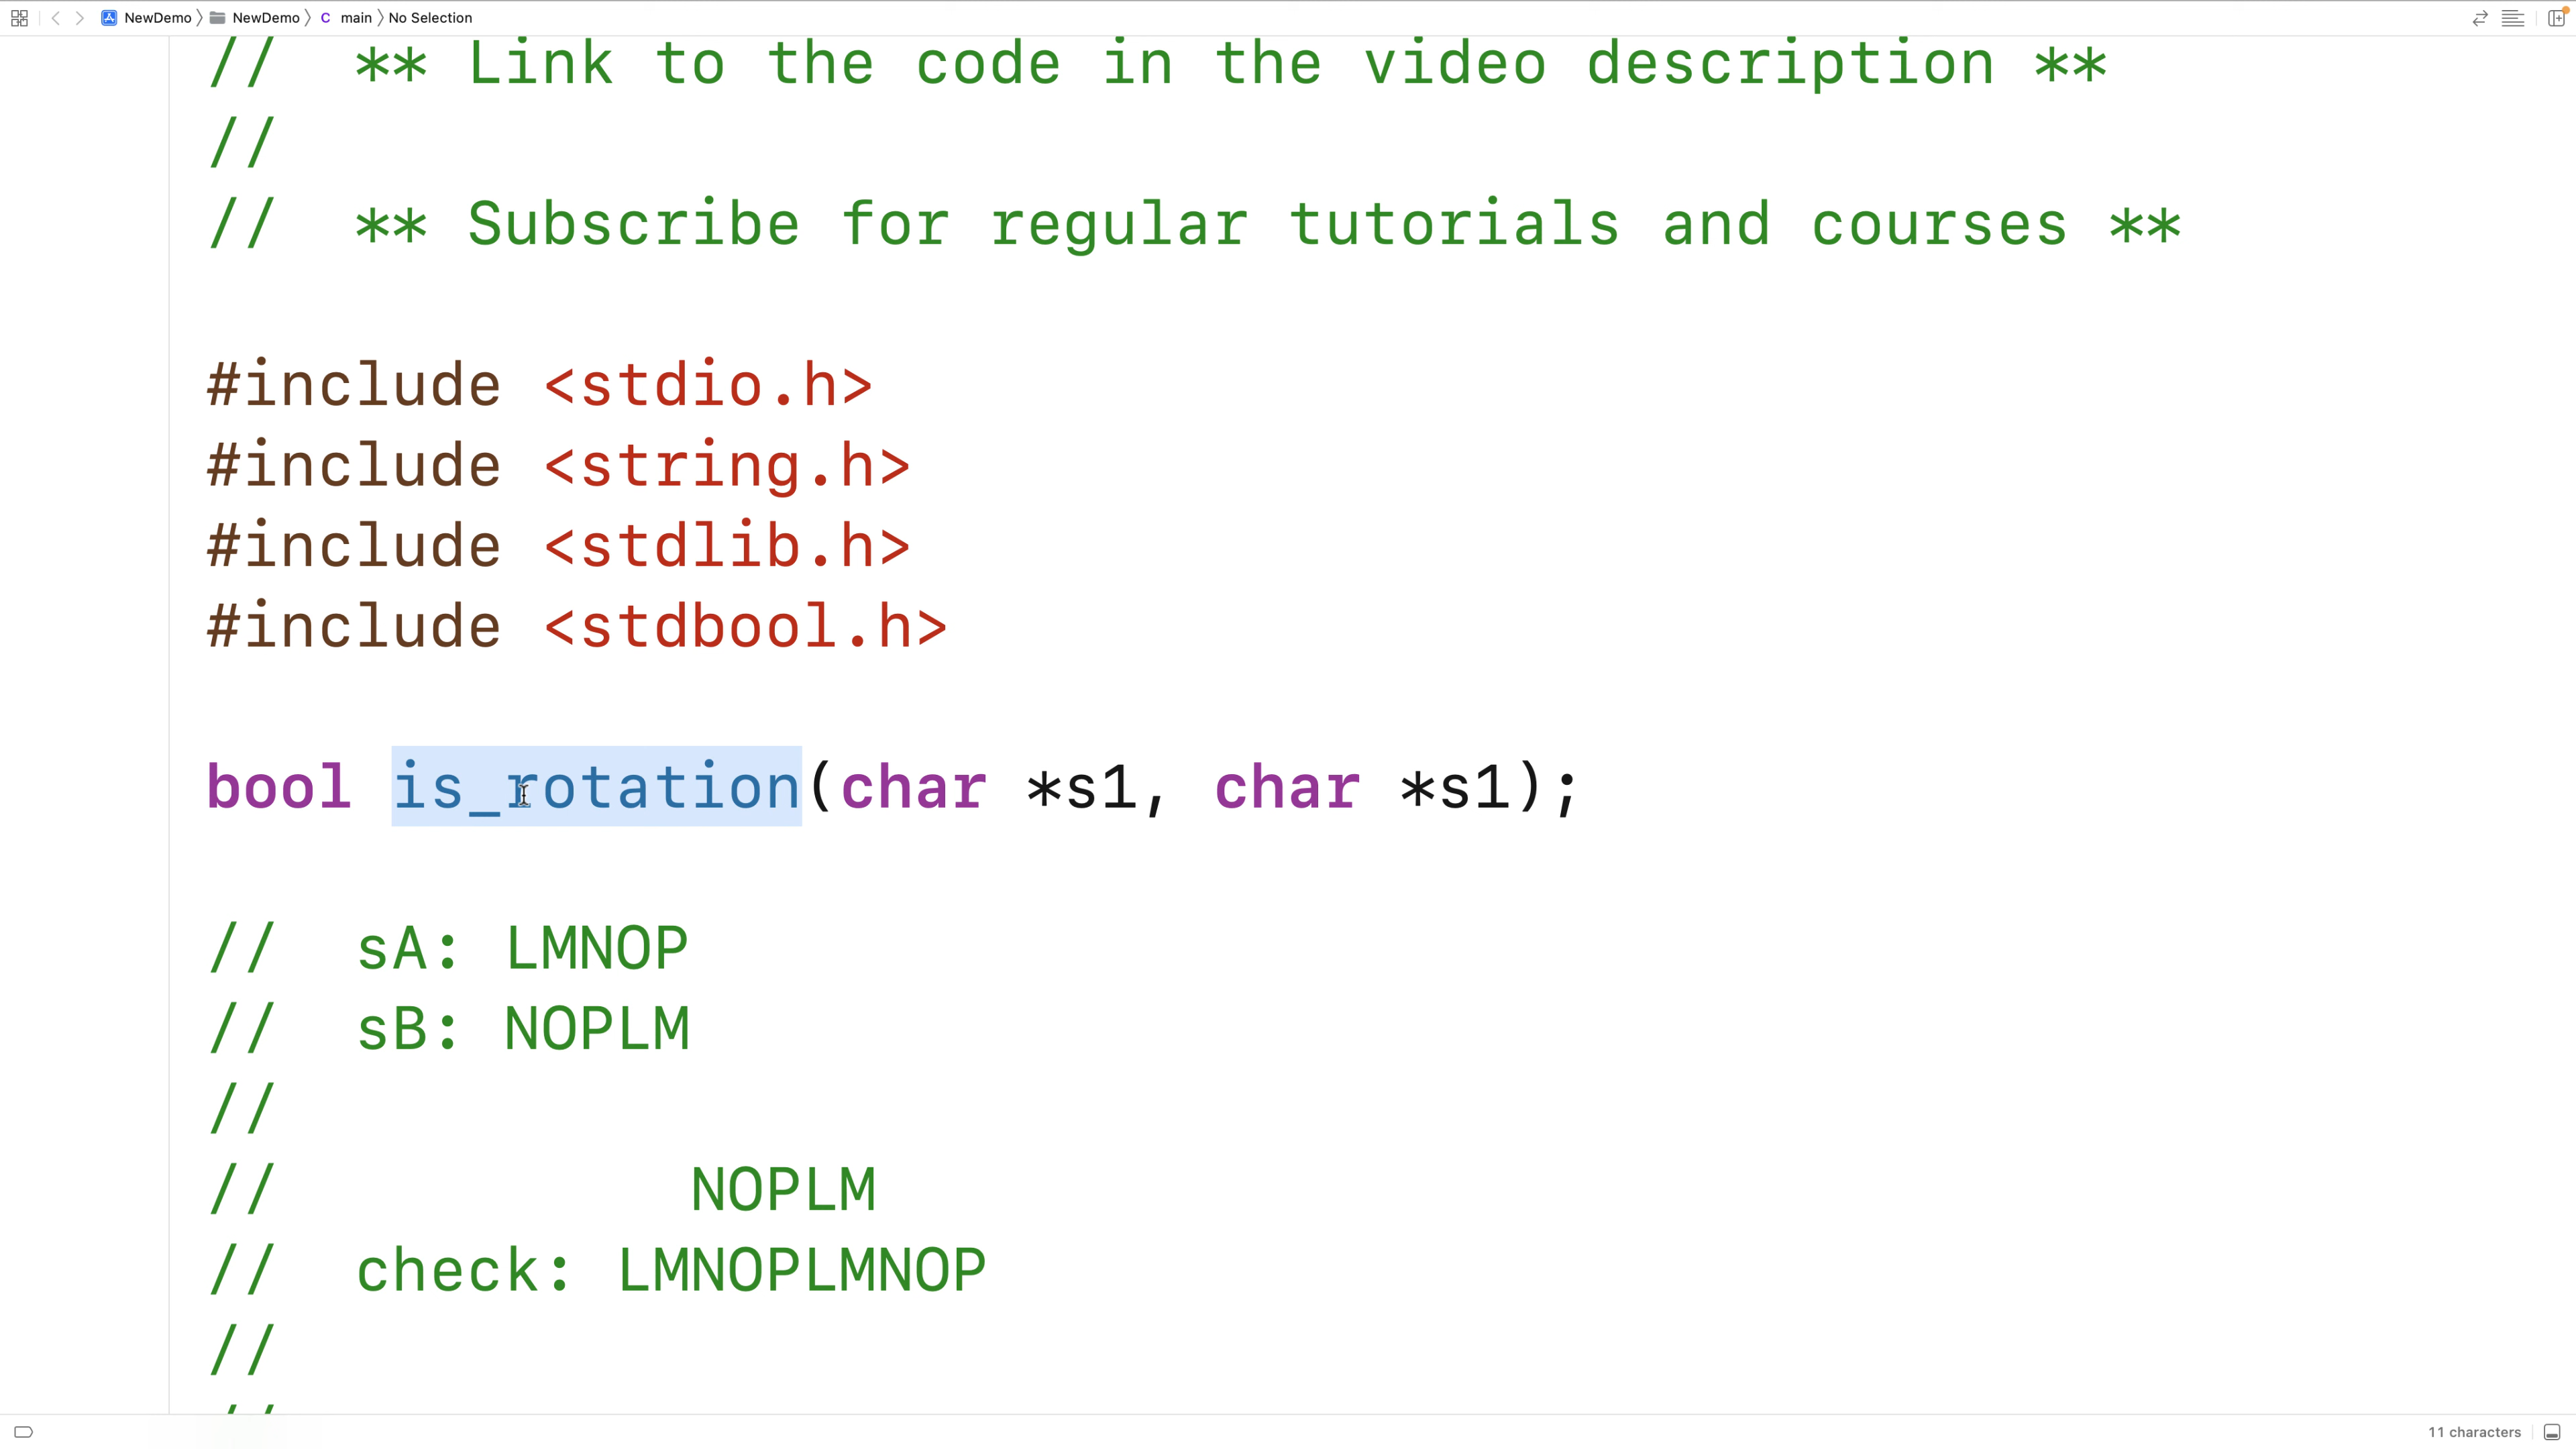 NewDemo NewDemo C main No Selection
// ** Link to the code in the video description **
//
// ** Subscribe for regular tutorials and courses **
#include <stdio.h>
#include <string.h>
#include <stdlib.h>
#include <stdbool.h>
bool is_rotation(char *s1, char *s1);
// sA: LMNOP
// sB: NOPLM
//
// NOPLM
// check: LMNOPLMNOP
//
//
11 characters